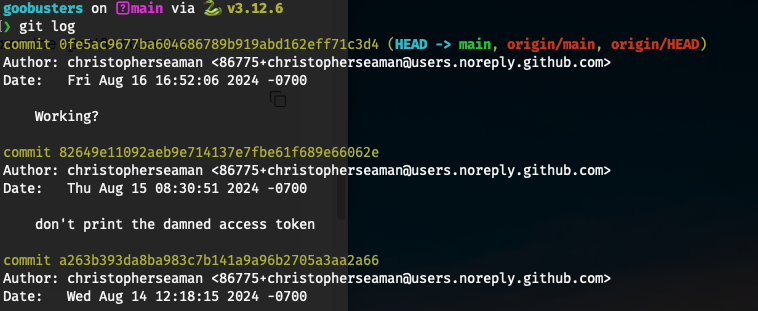 goobusters on main via v3.12.6
❯ git log
commit 0fe5ac9677ba604686789b919abd162eff71c3d4 (HEAD -> main, origin/main, origin/HEAD)
Author: christopherseaman <86775+christopherseaman@users.noreply.github.com>
Date:   Fri Aug 16 16:52:06 2024 -0700
Working?
commit 82649e11092aeb9e714137e7fbe61f689e66062e
Author: christopherseaman <86775+christopherseaman@users.noreply.github.com>
Date:   Thu Aug 15 08:30:51 2024 -0700
don't print the damned access token
commit a263b393da8ba983c7b141a9a96b2705a3aa2a66
Author: christopherseaman <86775+christopherseaman@users.noreply.github.com>
Date:   Wed Aug 14 12:18:15 2024 -0700